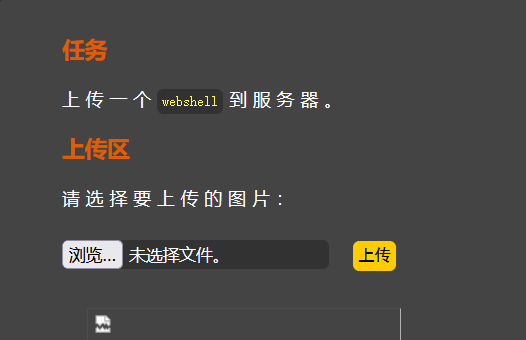 任务
上传一个 webshell 到服务器。
上传区
请选择要上传的图片：
浏览... 未选择文件。 上传